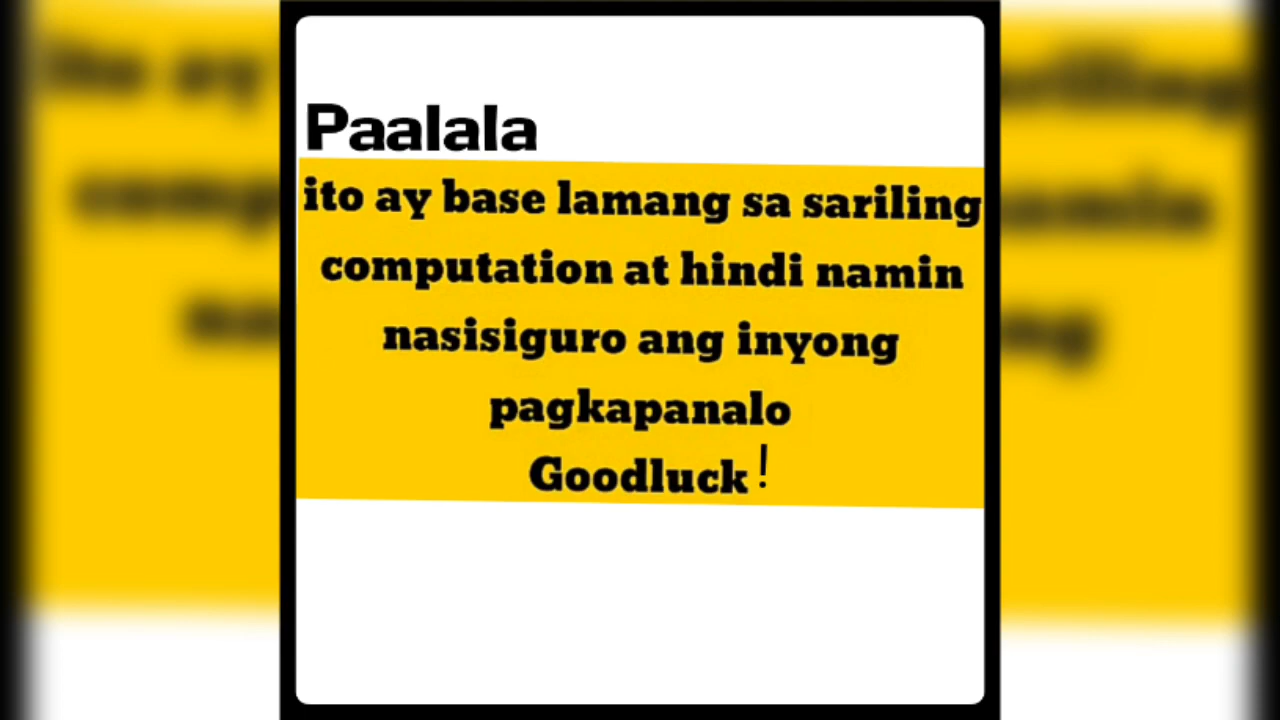 Paalala
ito ay base lamang sa sariling
computation at hindi namin
nasisiguro ang inyong
pagkapanalo
Goodluck!